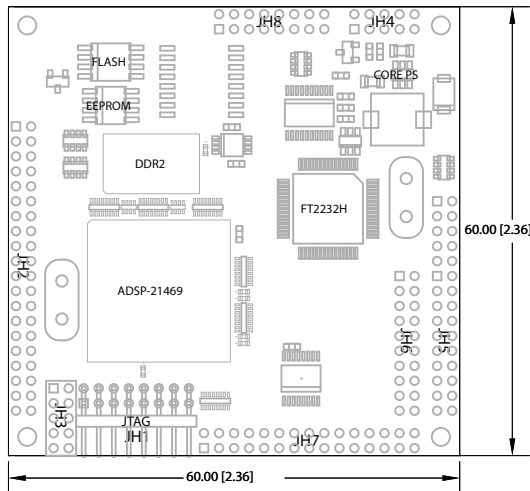 JH8
JH4
FLASH
CORE PS
EEPROM
DDR2
FT2232H
60.00 [2.36]
JH2
ADSP-21469
JH6
JH5
JH3
JTAG
JH1
JH7
60.00 [2.36]